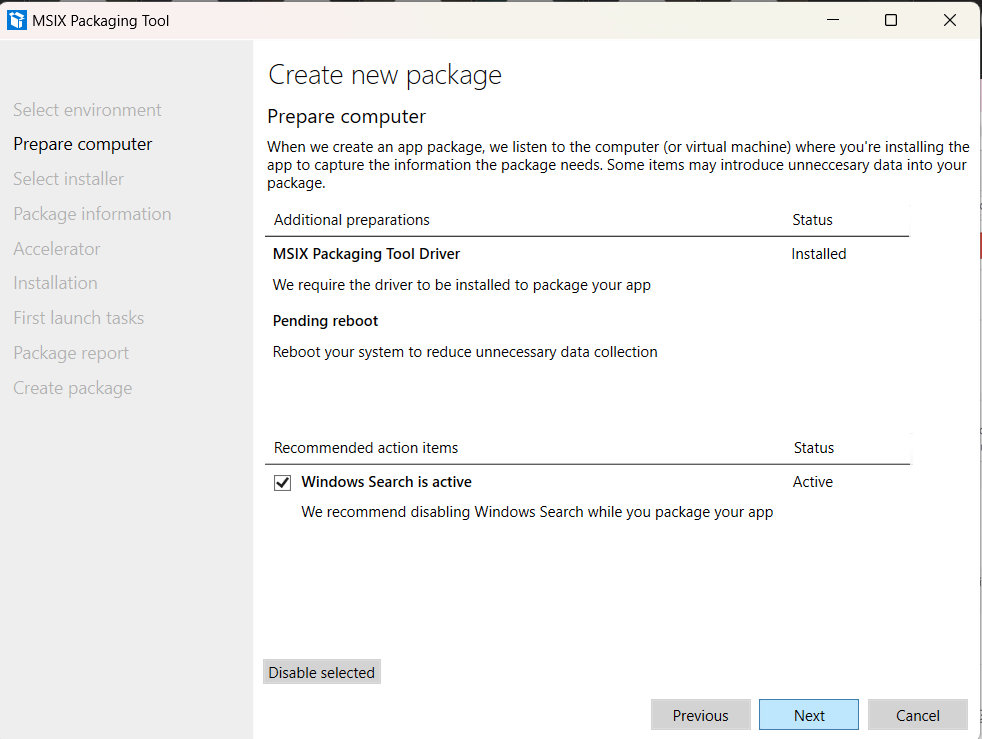 MSIX Packaging Tool
Create new package
Select environment
Prepare computer
Select installer
Package information
Accelerator
Installation
First launch tasks
Package report
Create package
Prepare computer
When we create an app package, we listen to the computer (or virtual machine) where you're installing the
app to capture the information the package needs. Some items may introduce unneccesary data into your
package.
Additional preparations Status
MSIX Packaging Tool Driver Installed
We require the driver to be installed to package your app
Pending reboot
Reboot your system to reduce unnecessary data collection
Recommended action items Status
Windows Search is active Active
We recommend disabling Windows Search while you package your app
Disable selected
Previous Next Cancel